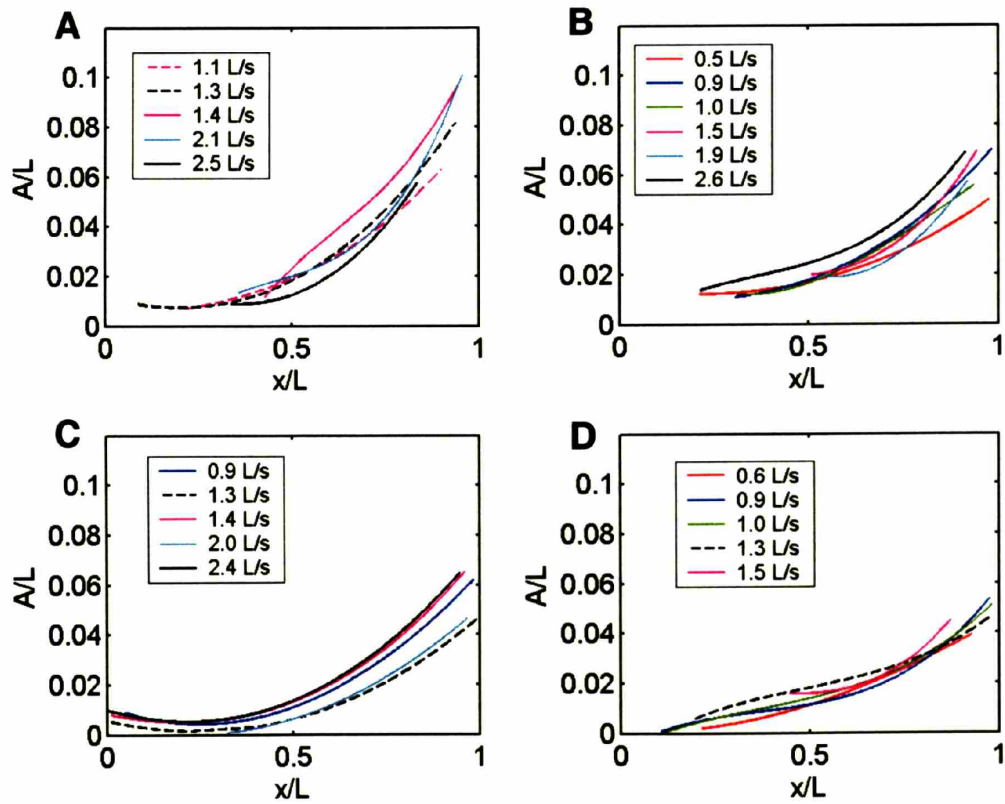 A
0.1
0.08
0.06
0.04
0.02
0
A/L
1.1 L/s
1.3 L/s
1.4 L/s
2.1 L/s
2.5 L/s
0
0.5
1
x/L
B
0.1
0.08
0.06
0.04
0.02
0
A/L
0.5 L/s
0.9 L/s
1.0 L/s
1.5 L/s
1.9 L/s
2.6 L/s
0
0.5
1
x/L
C
0.1
0.08
0.06
0.04
0.02
0
A/L
0.9 L/s
1.3 L/s
1.4 L/s
2.0 L/s
2.4 L/s
0
0.5
1
x/L
D
0.1
0.08
0.06
0.04
0.02
0
A/L
0.6 L/s
0.9 L/s
1.0 L/s
1.3 L/s
1.5 L/s
0
0.5
1
x/L